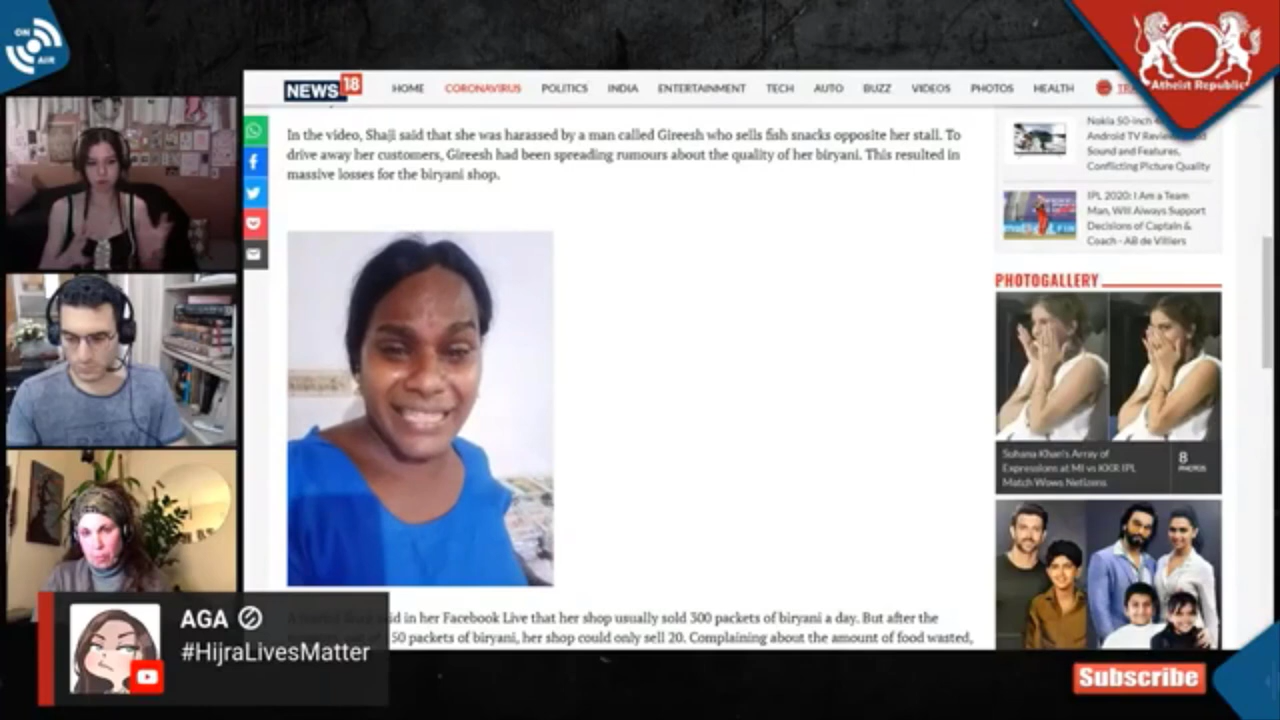 ON
AIR
NEWS 18
HOME CORONAVIRUS POLITICS INDIA ENTERTAINMENT TECH AUTO BUZZ VIDEOS PHOTOS HEALTH
Atheist Republic
In the video, Shaji said that she was harassed by a man called Gireesh who sells fish snacks opposite her stall. To
drive away her customers, Gireesh had been spreading rumours about the quality of her biryani. This resulted in
massive losses for the biryani shop.
Nokia 50-inch
Android TV
Sound and Features,
Conflicting Picture Quality
IPL 2020: I Am a Team
Man, Will Always Support
Decisions of Captain &
Coach - AB de Villiers
PHOTOGALLERY
Suhana Khan's Array of
Expressions at MI vs KKR IPL
Match Wows Netizens
8
PHOTOS
in her Facebook Live that her shop usually sold 300 packets of biryani a day. But after the
50 packets of biryani, her shop could only sell 20. Complaining about the amount of food wasted,
AGA
#HijraLivesMatter
Subscribe